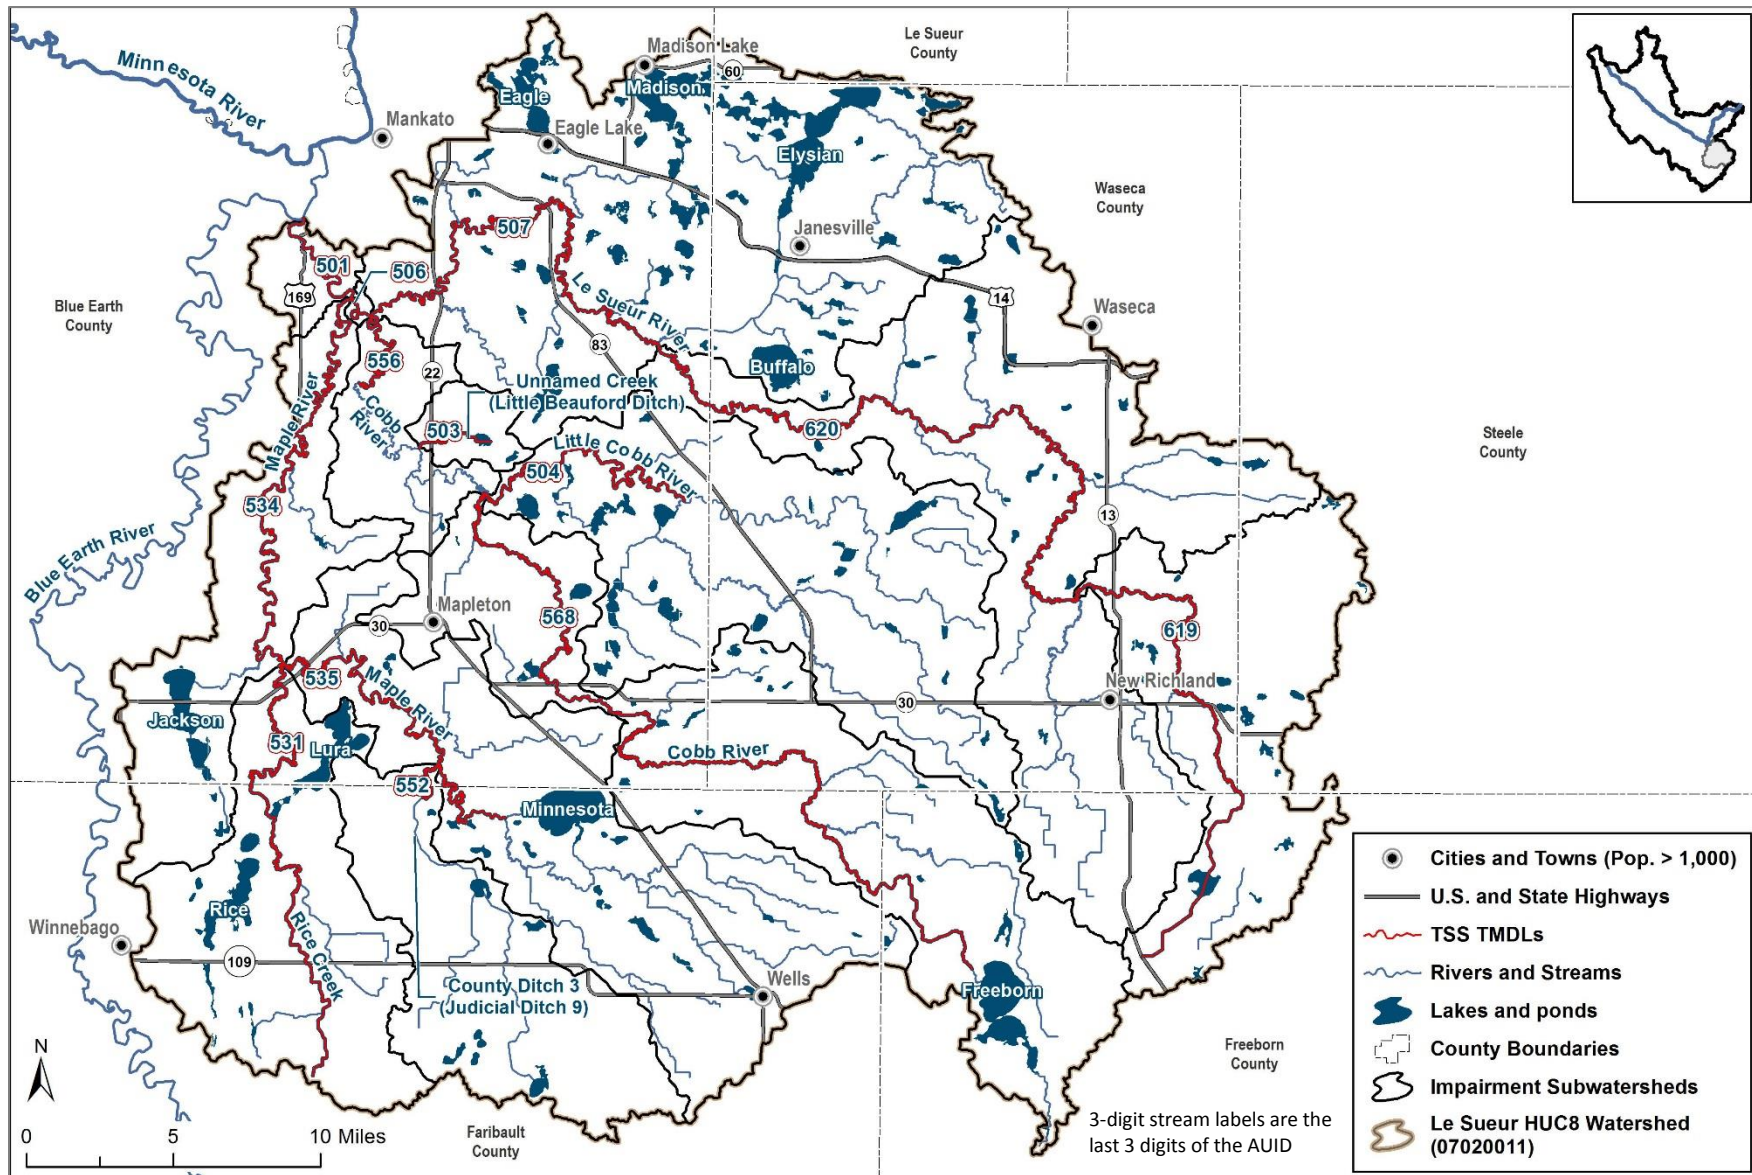 Le Sueur
County
Madison Lake
60
Minnesota River
Eagle
Madison
Mankato
Eagle Lake
Elysian
Waseca
County
507
Janesville
501
506
169
Le Sueur River
14
Blue Earth
County
Waseca
83
556
22
Buffalo
Unnamed Creek
(Little Beauford Ditch)
Maple River
Cobb
River
503
620
Steele
County
Little Cobb River
504
534
13
Blue Earth River
Mapleton
30
568
619
535
Maple River
New Richland
30
Jackson
531
Lura
Cobb River
552
Minnesota
Rice
Winnebago
Rice Creek
109
County Ditch 3
(Judicial Ditch 9)
Wells
Freeborn
Freeborn
County
Faribault
County
N
0 5 10 Miles
3-digit stream labels are the
last 3 digits of the AUID
Cities and Towns (Pop. > 1,000)
U.S. and State Highways
TSS TMDLs
Rivers and Streams
Lakes and ponds
County Boundaries
Impairment Subwatersheds
Le Sueur HUC8 Watershed
(07020011)